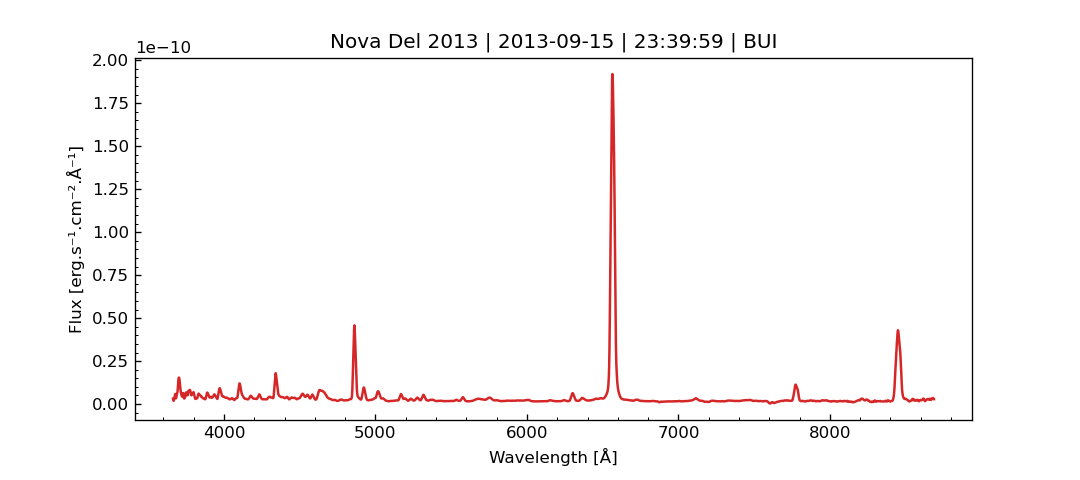 Nova Del 2013 | 2013-09-15 | 23:39:59 | BUI
1e−10
2.00
1.75
1.50
1.25
1.00
0.75
0.50
0.25
0.00
Flux [erg.s⁻¹.cm⁻².Å⁻¹]
4000 5000 6000 7000 8000
Wavelength [Å]